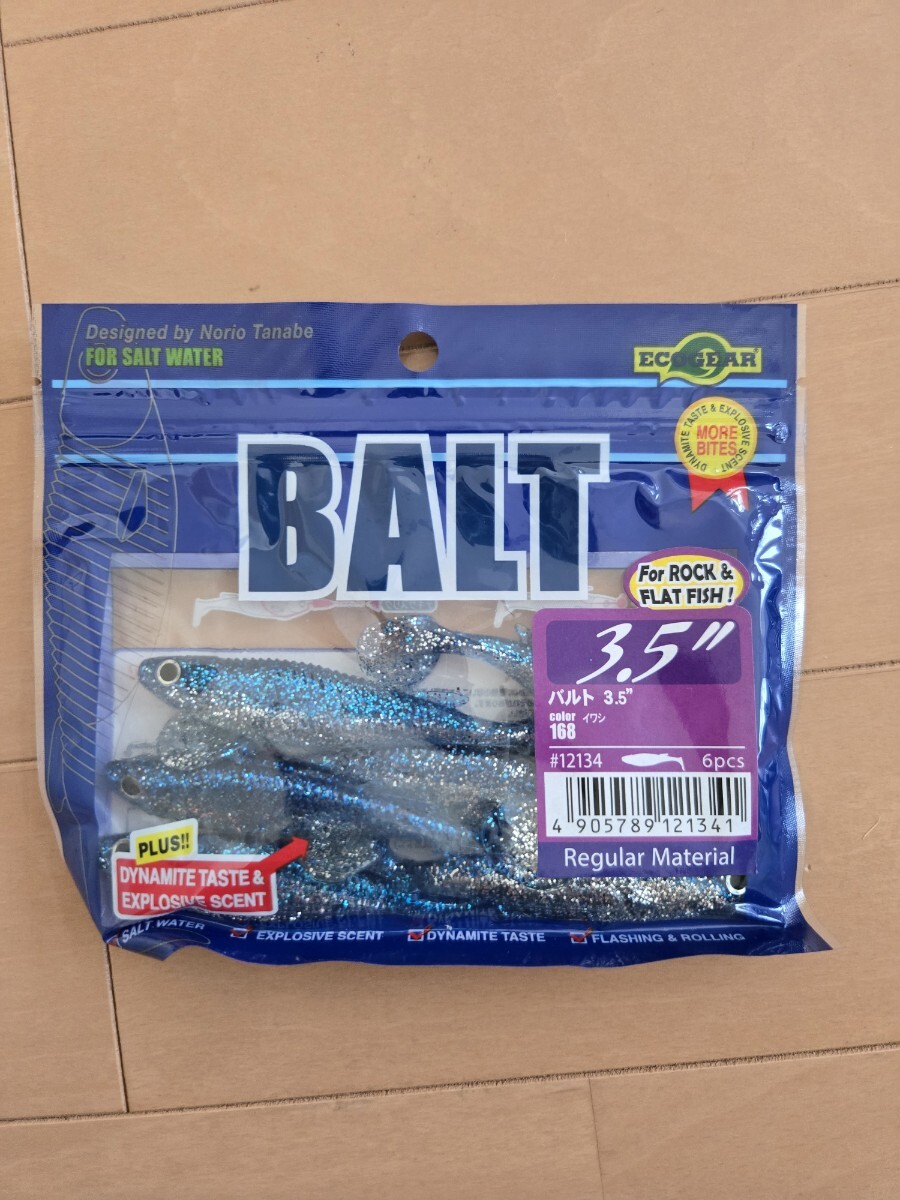 Designed by Norio Tanabe
FOR SALT WATER
ECOGEAR
DYNAMITE TASTE & EXPLOSIVE SCENT
MORE
BITES
BALT
For ROCK &
FLAT FISH!
3.5"
バルト 3.5"
color イワシ
168
#12134 6pcs
4 905789 121341
Regular Material
PLUS!!
DYNAMITE TASTE &
EXPLOSIVE SCENT
SALT WATER EXPLOSIVE SCENT DYNAMITE TASTE FLASHING & ROLLING